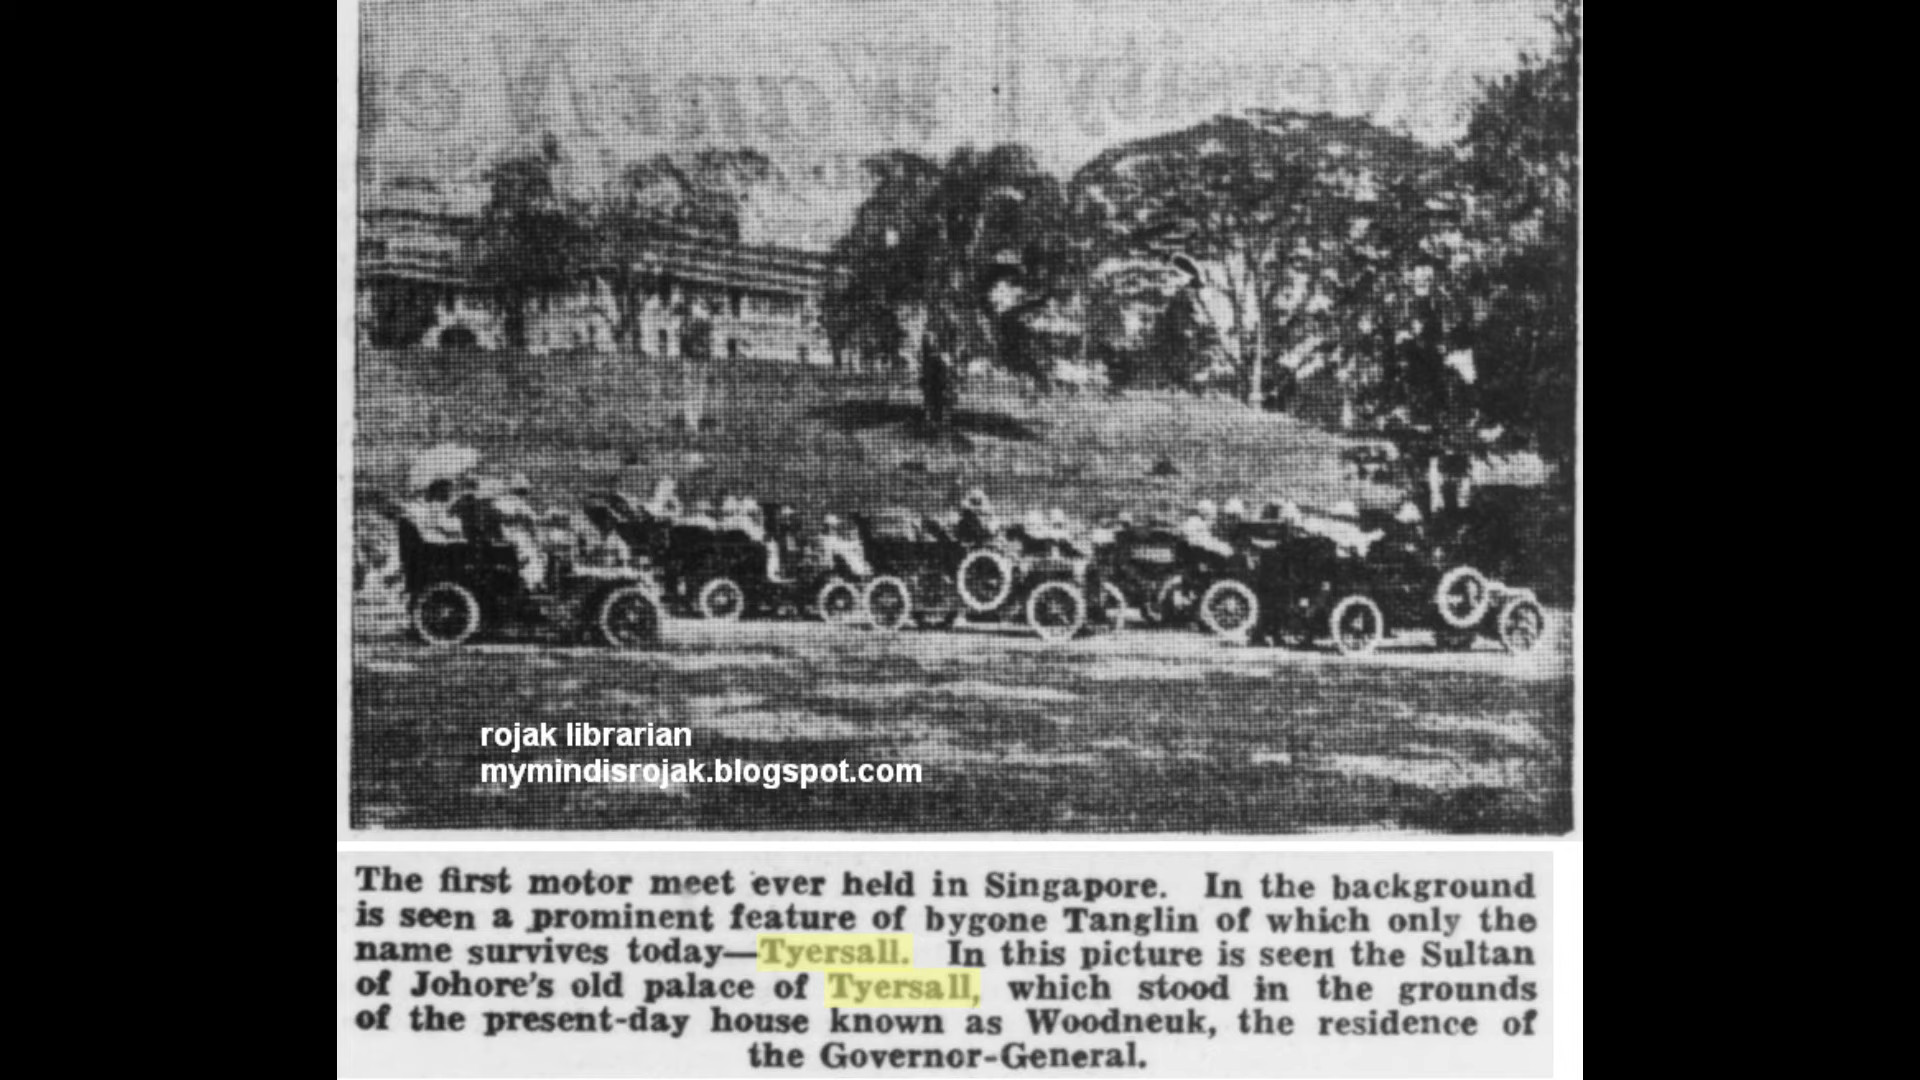 rojak librarian
mymindisrojak.blogspot.com
The first motor meet ever held in Singapore. In the background
is seen a prominent feature of bygone Tanglin of which only the
name survives today—Tyersall. In this picture is seen the Sultan
of Johore's old palace of Tyersall, which stood in the grounds
of the present-day house known as Woodneuk, the residence of
the Governor-General.